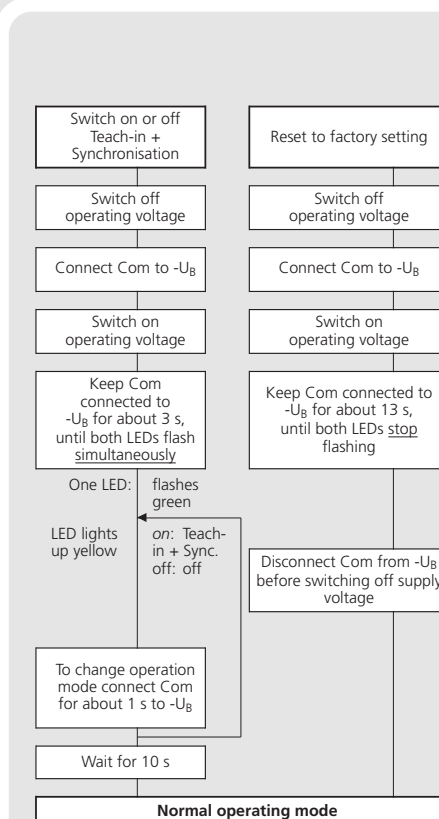 Switch on or off
Teach-in +
Synchronisation
Switch off
operating voltage
Connect Com to -UB
Switch on
operating voltage
Keep Com
connected to
-UB for about 3 s,
until both LEDs flash
simultaneously
One LED: flashes
green
LED lights
up yellow
on: Teach-
in + Sync.
off: off
To change operation
mode connect Com
for about 1 s to -UB
Wait for 10 s
Reset to factory setting
Switch off
operating voltage
Connect Com to -UB
Switch on
operating voltage
Keep Com connected to
-UB for about 13 s,
until both LEDs stop
flashing
Disconnect Com from -UB
before switching off supply
voltage
Normal operating mode